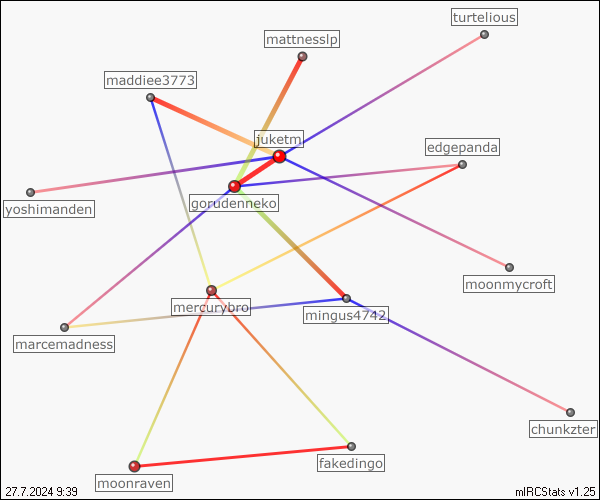 turtelious
mattnesslp
maddiee3773
juketm
edgepanda
yoshimanden
gorudenneko
moonmycroft
mercurybro
mingus4742
marcemadness
chunkzter
fakedingo
moonraven
27.7.2024 9:39
mIRCStats v1.25